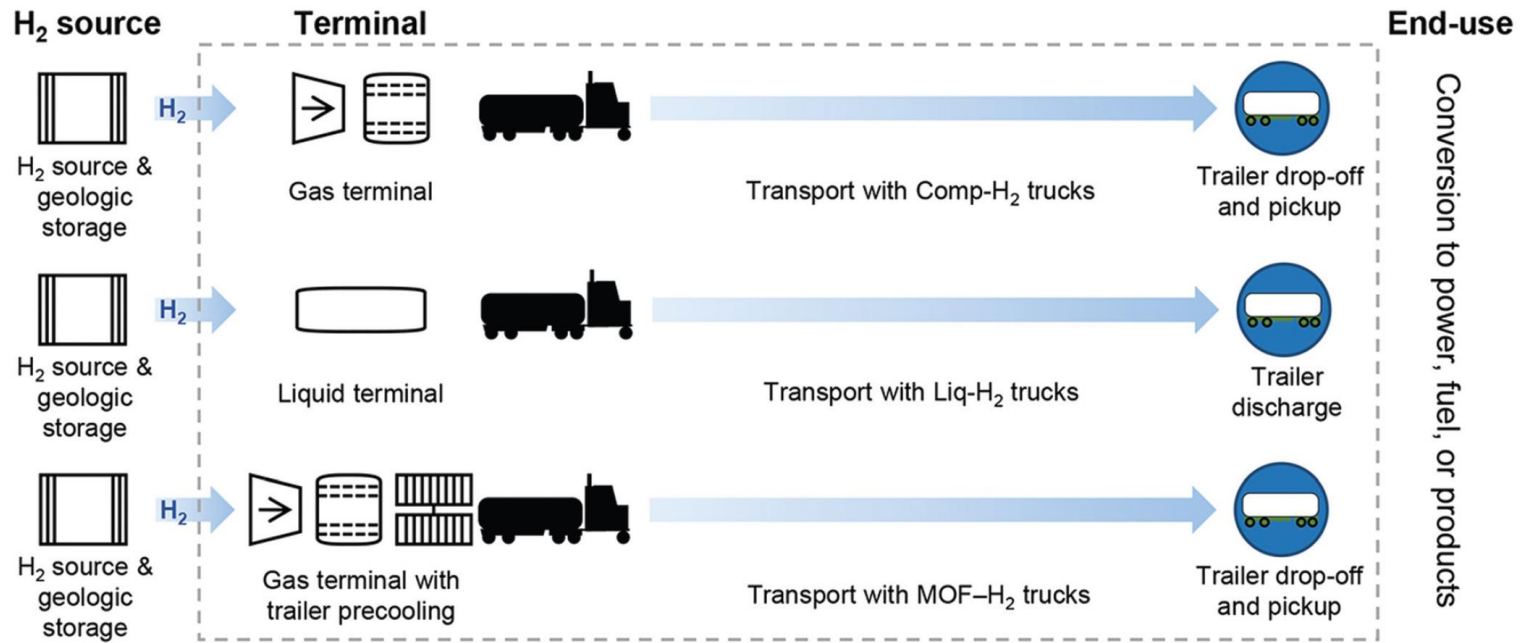 H₂ source
Terminal
End-use
H₂
H₂ source &
geologic
storage
Gas terminal
Transport with Comp-H₂ trucks
Trailer drop-off
and pickup
H₂
H₂ source &
geologic
storage
Liquid terminal
Transport with Liq-H₂ trucks
Trailer
discharge
H₂
H₂ source &
geologic
storage
Gas terminal with
trailer precooling
Transport with MOF–H₂ trucks
Trailer drop-off
and pickup
Conversion to power, fuel, or products